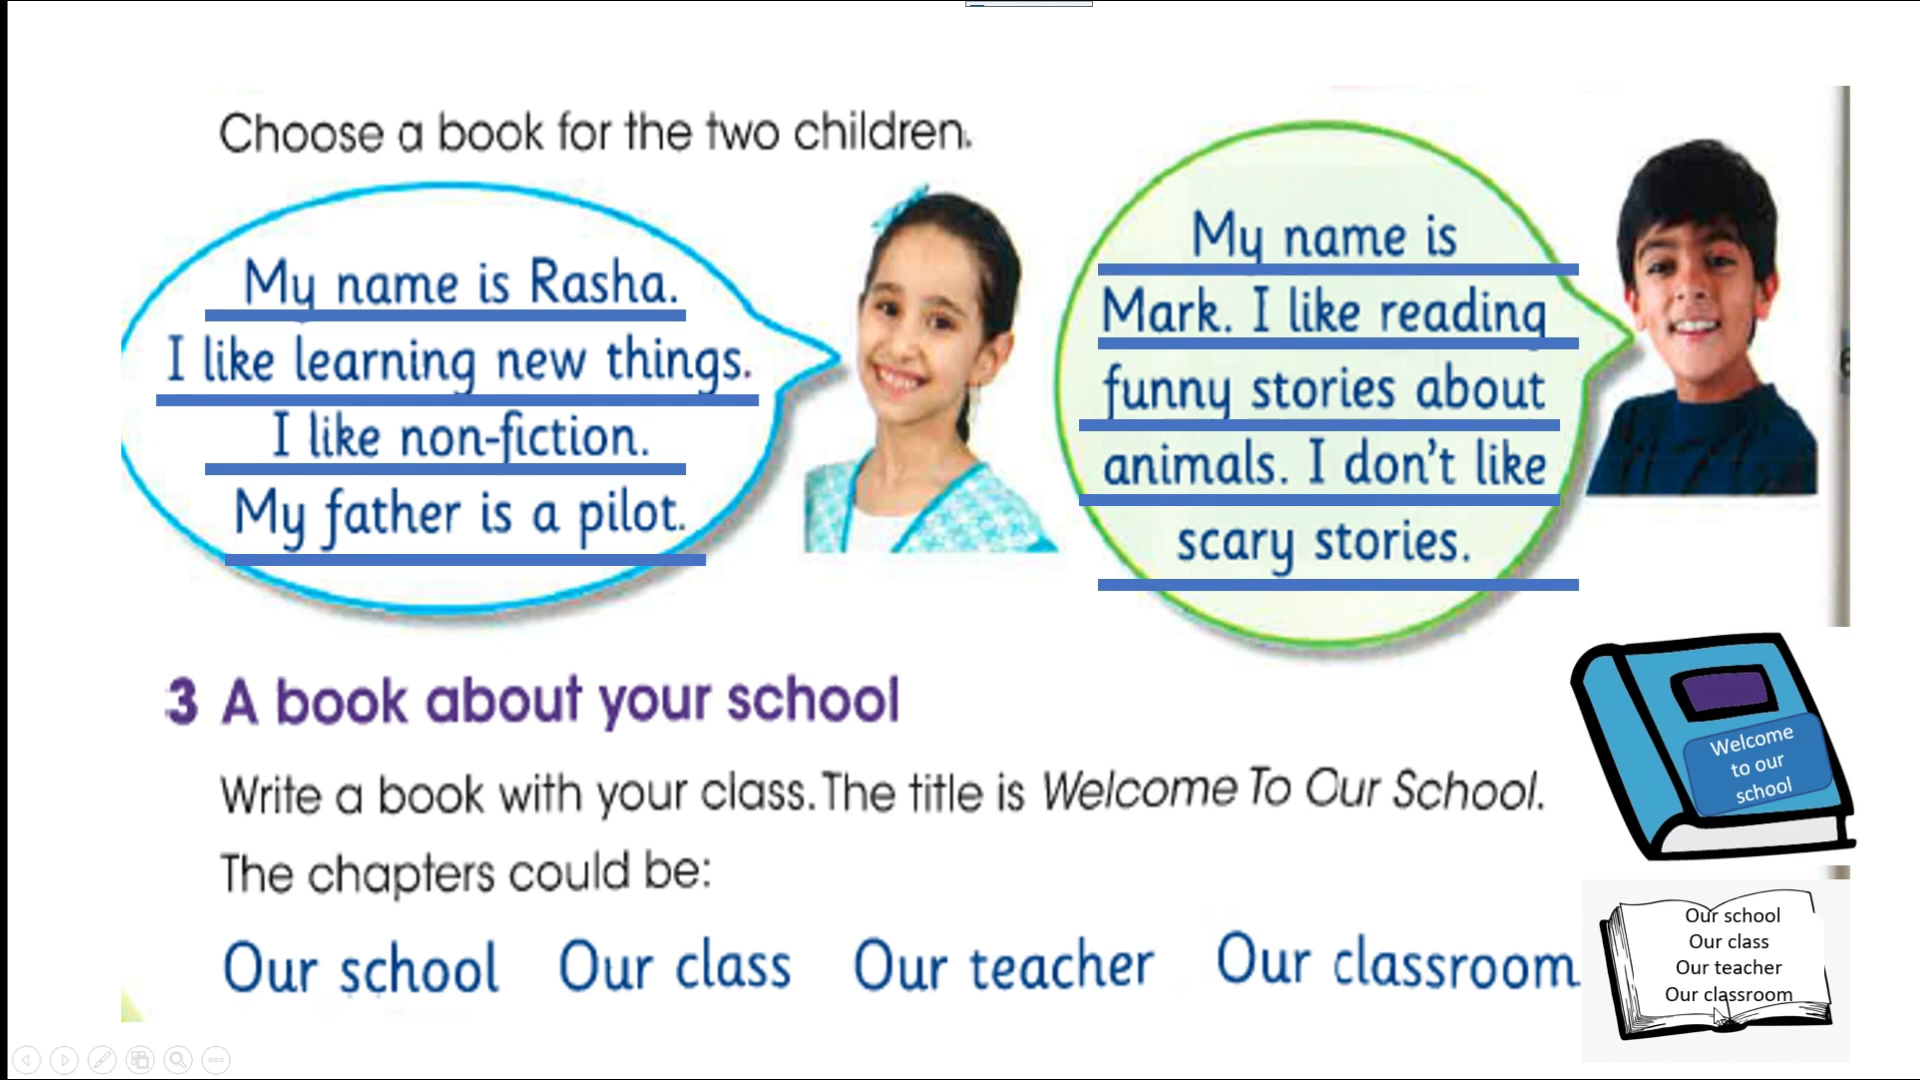 Choose a book for the two children.
My name is Rasha.
I like learning new things.
I like non-fiction.
My father is a pilot.
My name is
Mark. I like reading
funny stories about
animals. I don't like
scary stories.
3 A book about your school
Write a book with your class. The title is Welcome To Our School.
The chapters could be:
Our school Our class Our teacher Our classroom
Welcome
to our
school
Our school
Our class
Our teacher
Our classroom